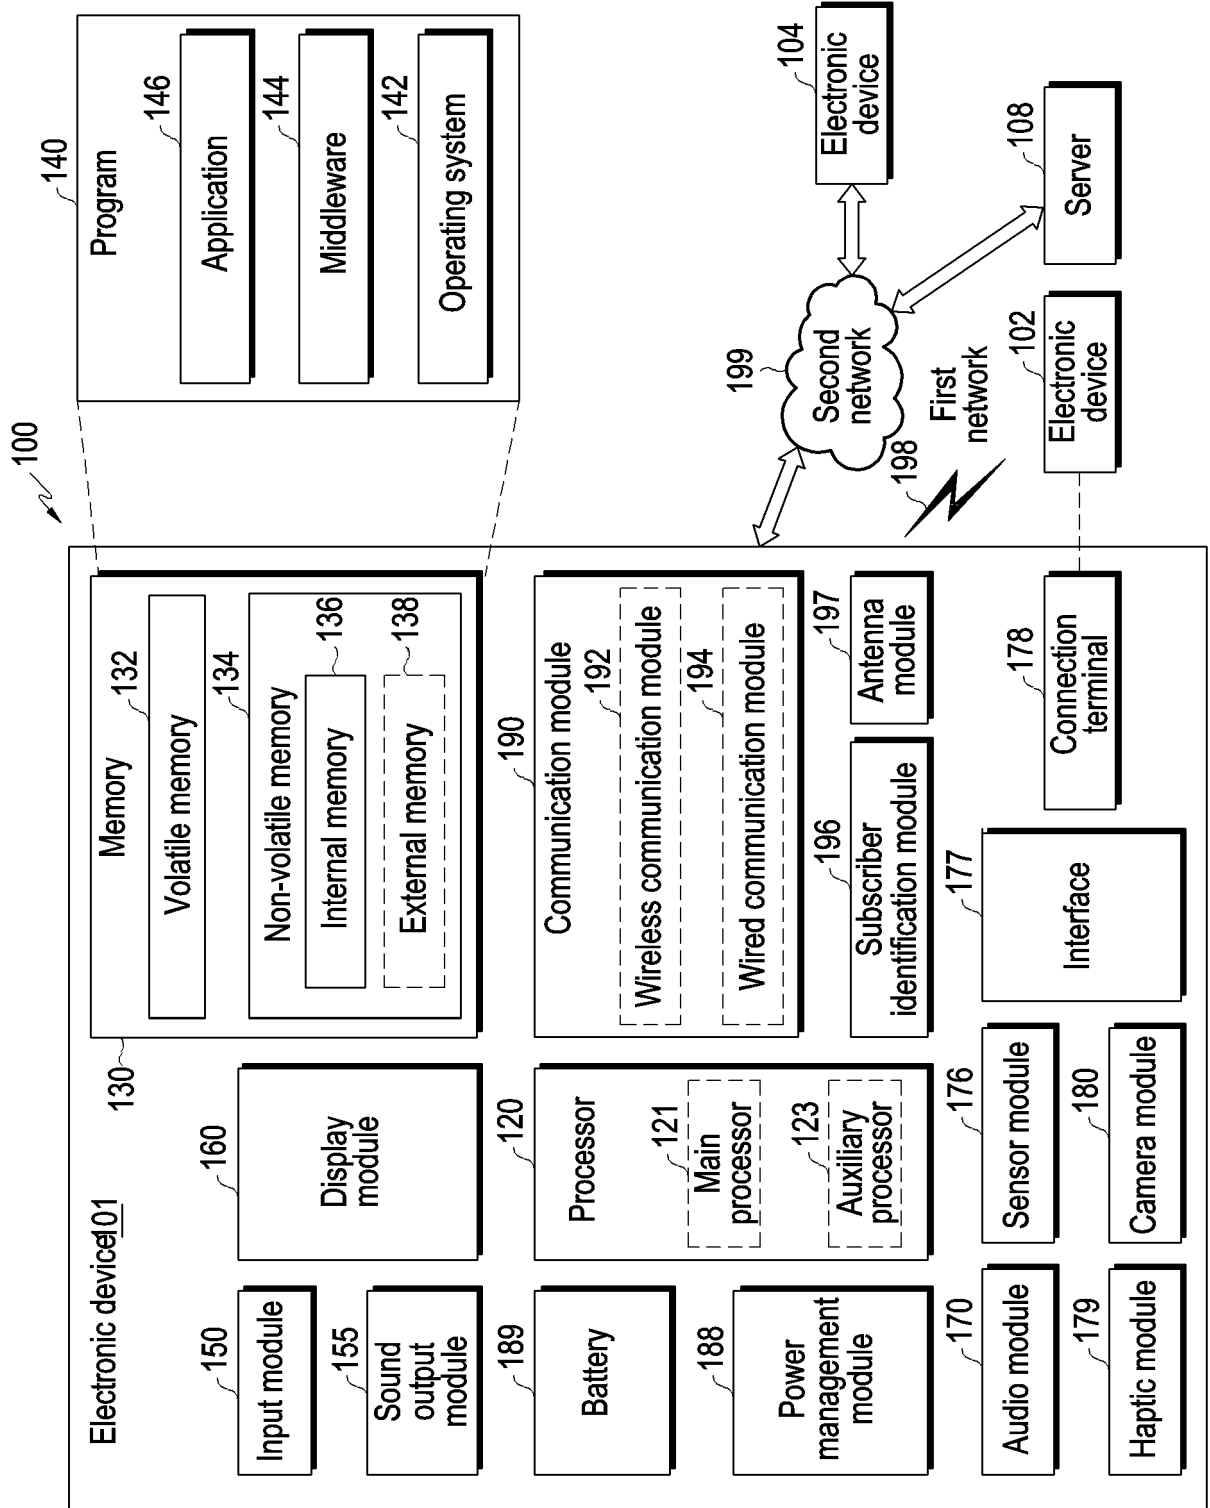 100
Electronic device101
140
Program
146
Application
144
Middleware
142
Operating system
130
Memory
132
Volatile memory
134
Non-volatile memory
136
Internal memory
138
External memory
150
Input module
155
Sound
output
module
160
Display
module
189
Battery
120
Processor
121
Main
processor
123
Auxiliary
processor
188
Power
management
module
190
Communication module
192
Wireless communication module
194
Wired communication module
196
Subscriber
identification module
197
Antenna
module
170
Audio module
176
Sensor module
177
Interface
178
Connection
terminal
179
Haptic module
180
Camera module
199
Second
network
198
First
network
104
Electronic
device
108
Server
102
Electronic
device